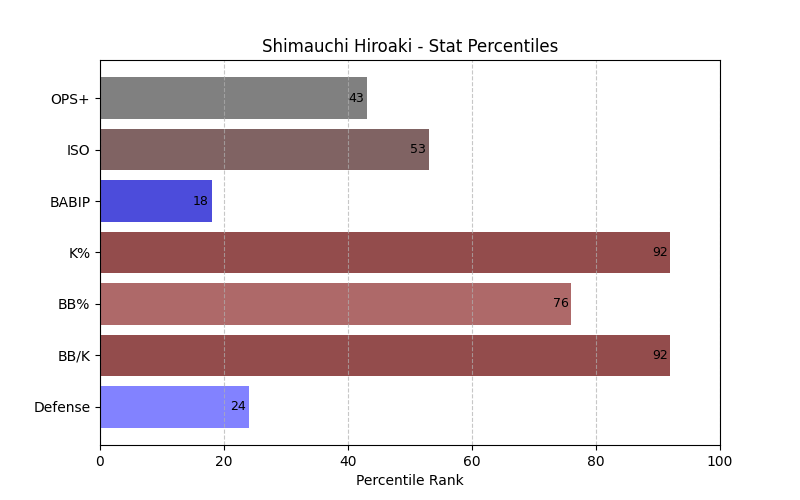 Shimauchi Hiroaki - Stat Percentiles
OPS+ 43
ISO 53
BABIP 18
K% 92
BB% 76
BB/K 92
Defense 24
0 20 40 60 80 100
Percentile Rank